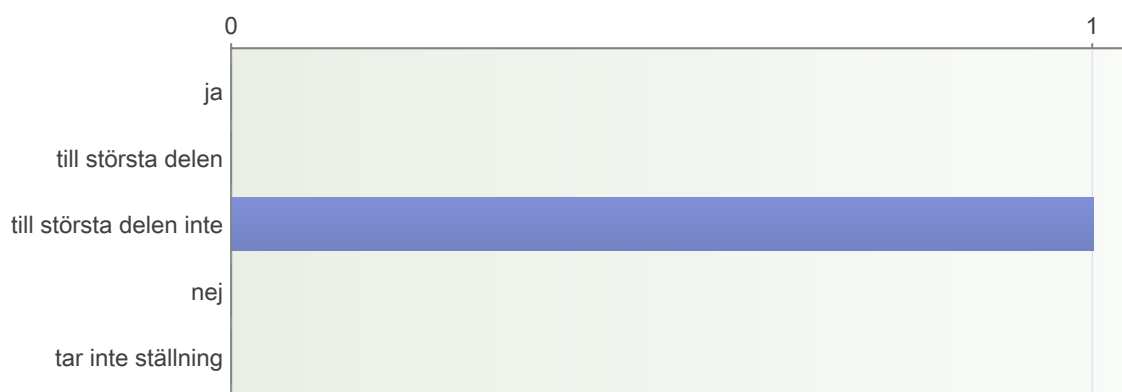 0 1
ja
till största delen
till största delen inte
nej
tar inte ställning